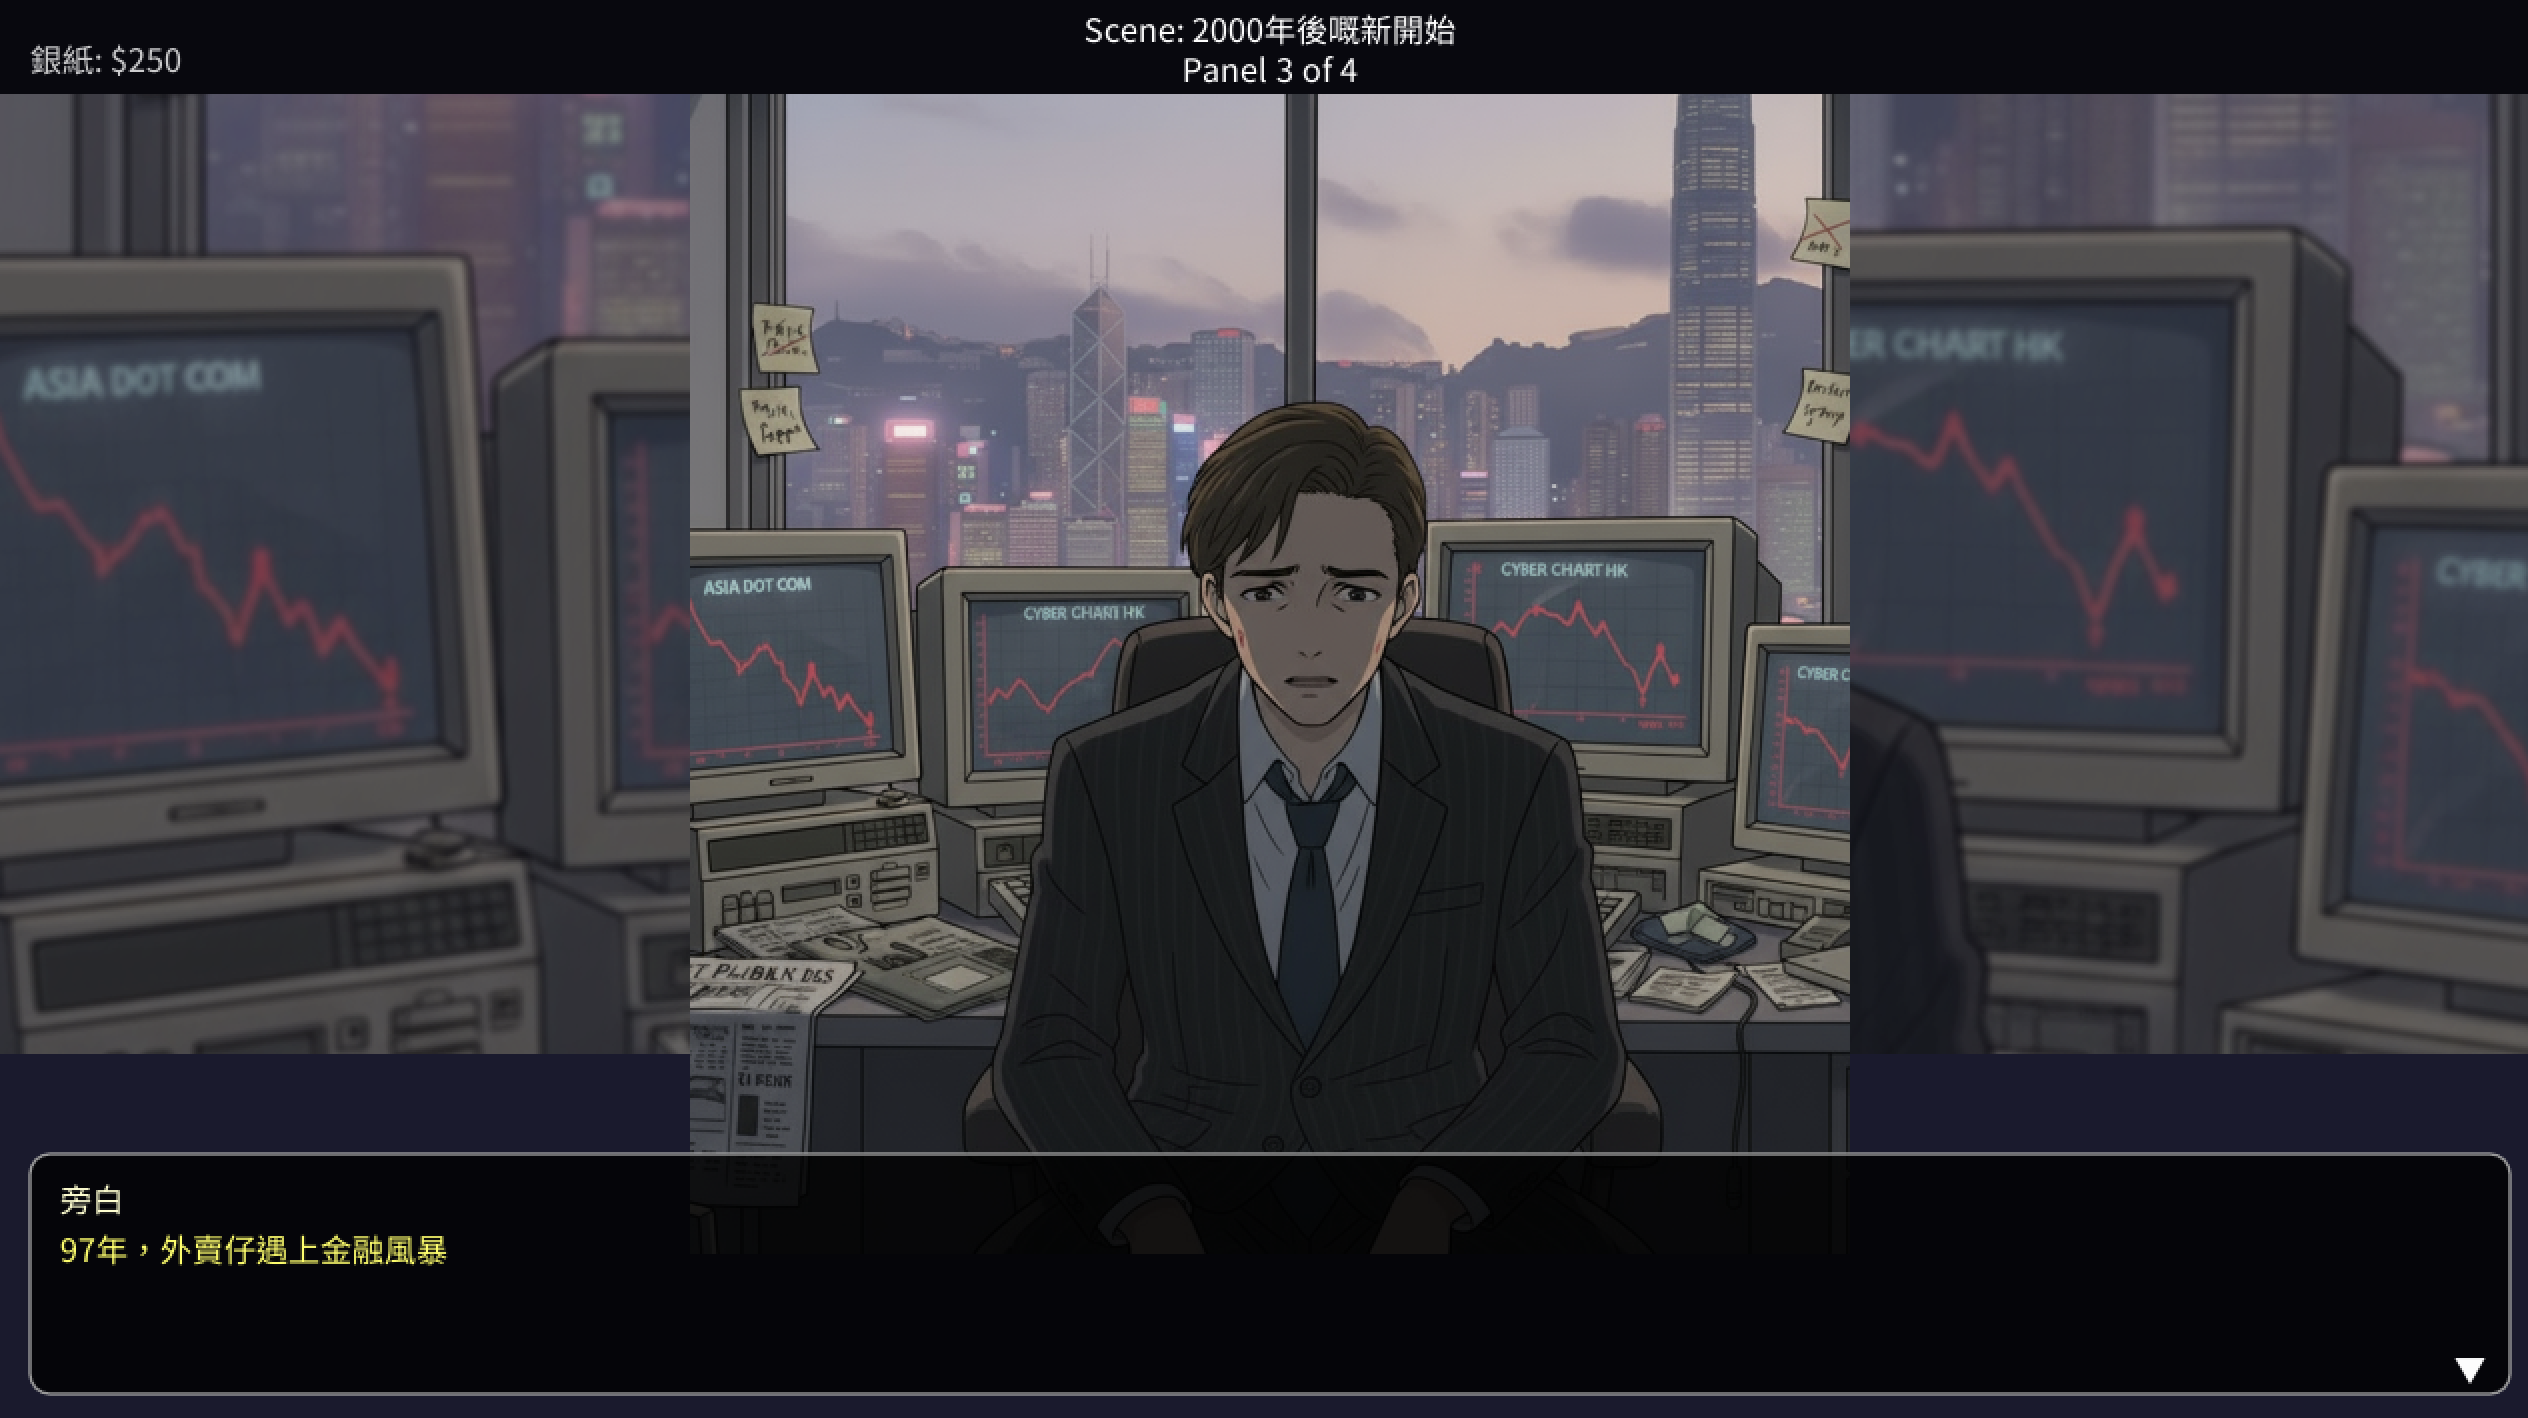 Scene: 2000年後嘅新開始
Panel 3 of 4
銀紙: $250
ASIA DOT COM
ER CHART HK
CYBER
ASIA DOT COM
CYBER CHART HK
CYBER CHART HK
CYBER C
旁白
97年，外賣仔遇上金融風暴